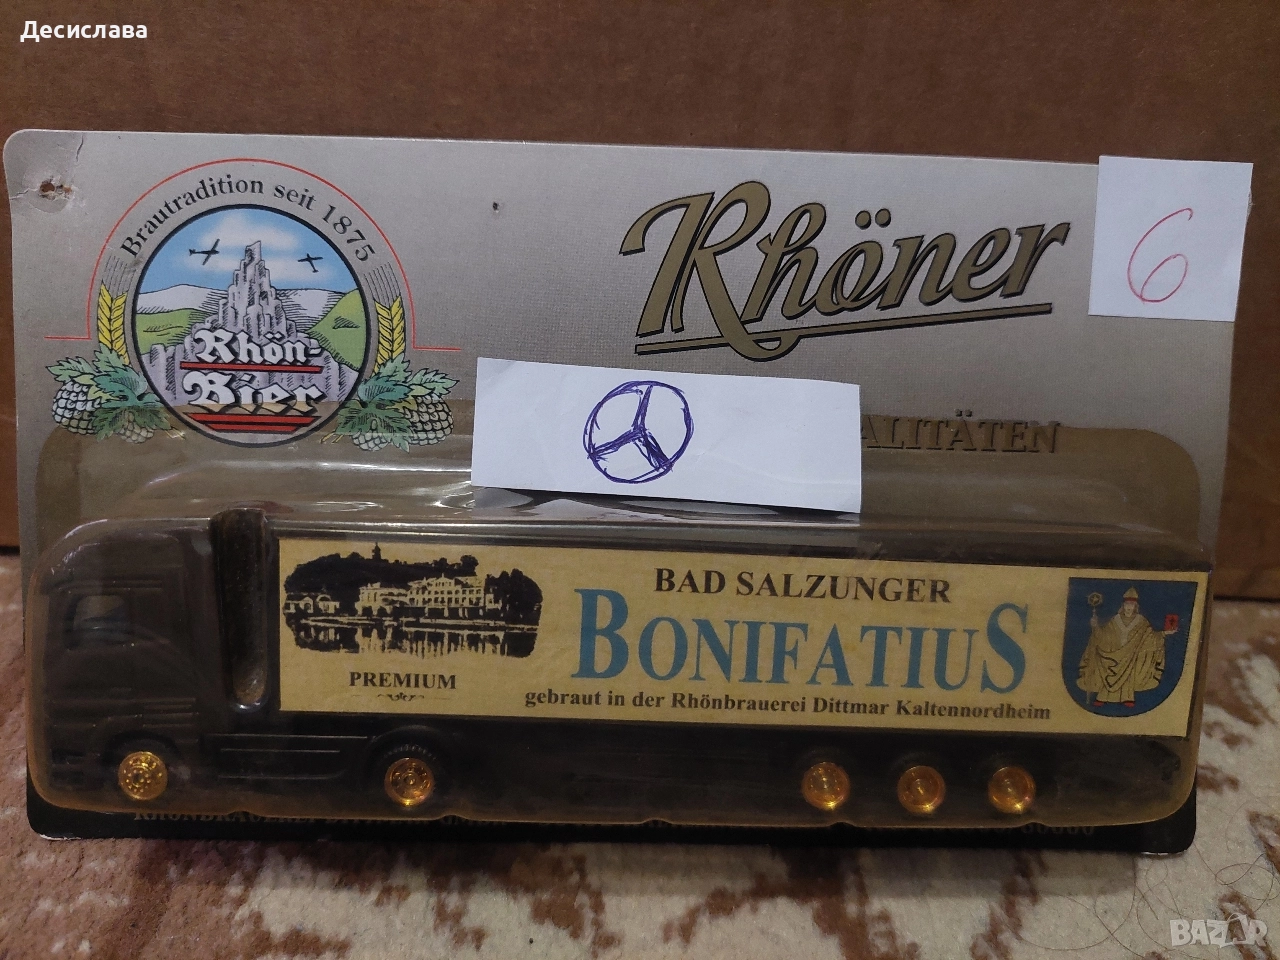 Десислава
Brautradition seit 1875
Rhön-
Bier
Rhöner
6
ALITÄTEN
BAD SALZUNGER
BONIFATIUS
PREMIUM
gebraut in der Rhönbrauerei Dittmar Kaltennordheim
BAZAR